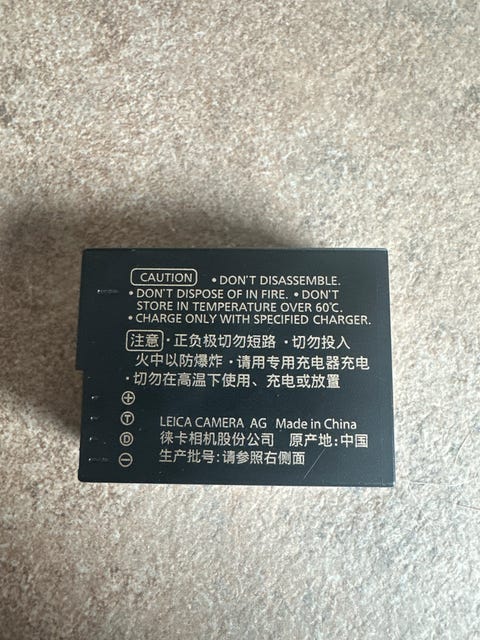 CAUTION •DON'T DISASSEMBLE.
•DON'T DISPOSE OF IN FIRE. •DON'T
STORE IN TEMPERATURE OVER 60℃.
•CHARGE ONLY WITH SPECIFIED CHARGER.
注意 ·正负极切勿短路 ·切勿投入
火中以防爆炸 ·请用专用充电器充电
·切勿在高温下使用、充电或放置
⊕
Ⓣ LEICA CAMERA AG Made in China
Ⓓ 徕卡相机股份公司 原产地:中国
⊖ 生产批号:请参照右侧面